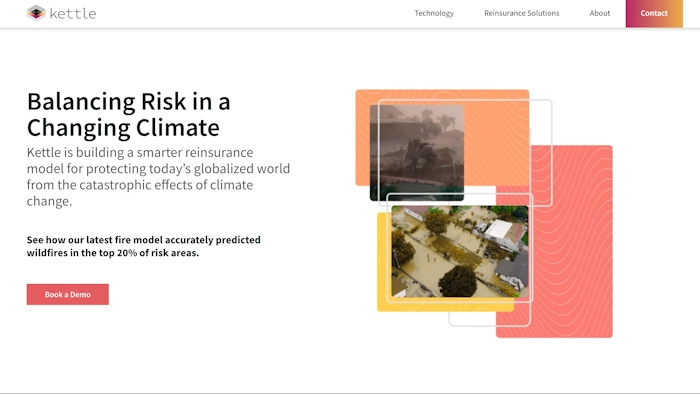 kettle
Technology
Reinsurance Solutions
About
Contact
Balancing Risk in a
Changing Climate
Kettle is building a smarter reinsurance
model for protecting today’s globalized world
from the catastrophic effects of climate
change.
See how our latest fire model accurately predicted
wildfires in the top 20% of risk areas.
Book a Demo